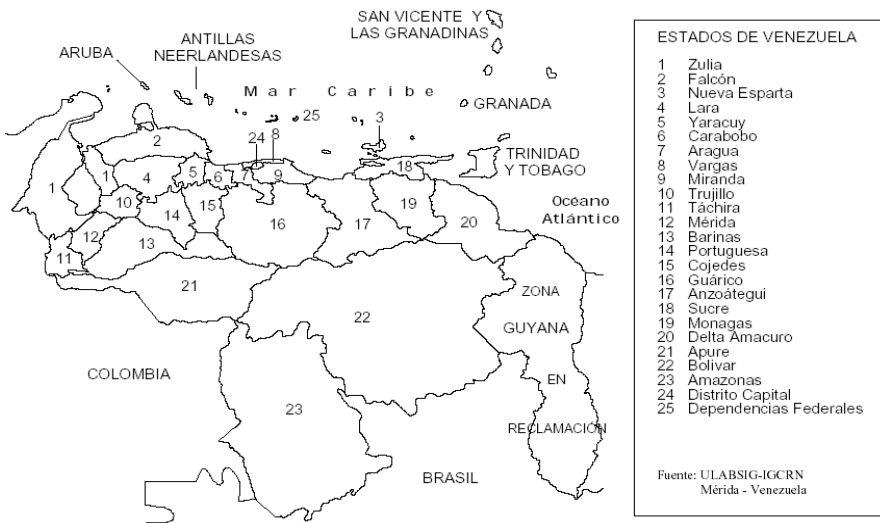 SAN VICENTE Y
LAS GRANADINAS
ANTILLAS
NEERLANDESAS
ARUBA
Mar Caribe
25
3
GRANADA
24
8
2
TRINIDAD
Y TOBAGO
18
1
1
4
5
6
7
9
Océano
Atlántico
10
14
15
16
17
19
20
12
13
11
21
22
ZONA
GUYANA
EN
RECLAMACIÓN
COLOMBIA
23
BRASIL
ESTADOS DE VENEZUELA
1 Zulia
2 Falcón
3 Nueva Esparta
4 Lara
5 Yaracuy
6 Carabobo
7 Aragua
8 Vargas
9 Miranda
10 Trujillo
11 Táchira
12 Mérida
13 Barinas
14 Portuguesa
15 Cojedes
16 Guárico
17 Anzoátegui
18 Sucre
19 Monagas
20 Delta Amacuro
21 Apure
22 Bolivar
23 Amazonas
24 Distrito Capital
25 Dependencias Federales
Fuente: ULABSIG-IGCRN
Mérida - Venezuela